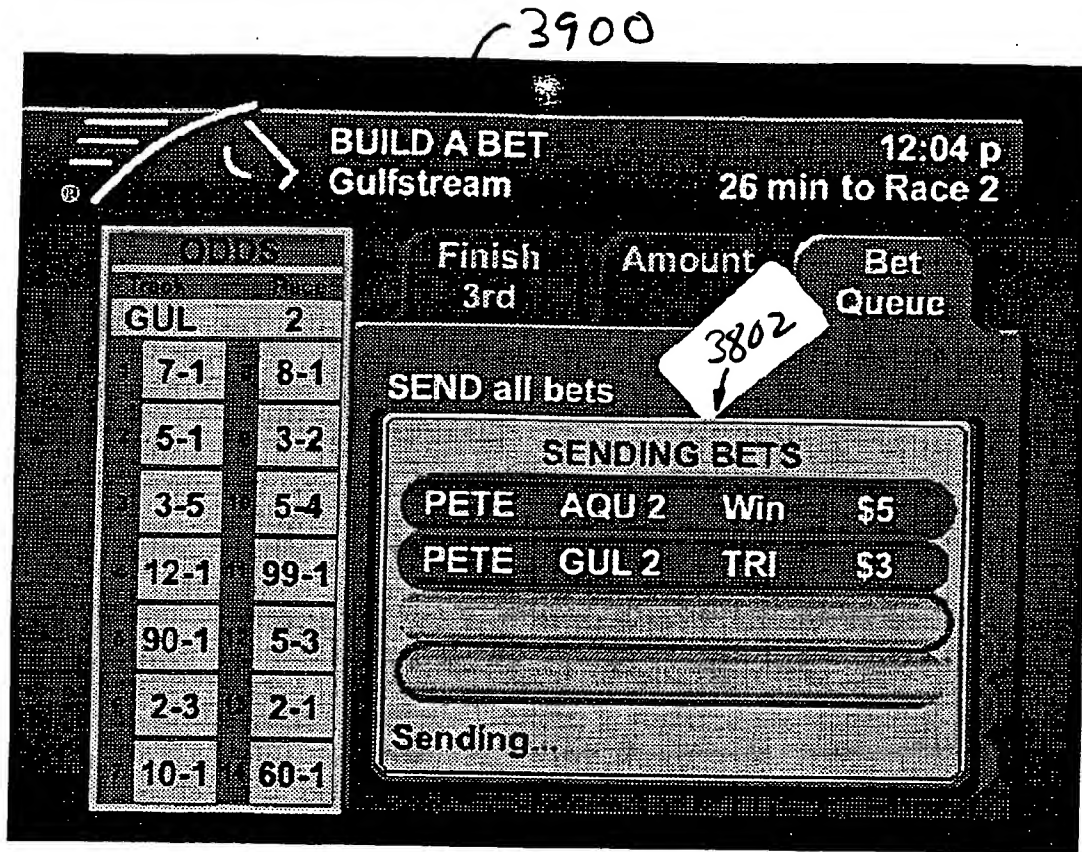 3900
BUILD A BET
Gulfstream
12:04 p
26 min to Race 2
®
ODDS
Track Race
GUL 2
7-1 8-1
5-1 3-2
3-5 5-4
12-1 99-1
90-1 5-3
2-3 2-1
10-1 60-1
Finish
3rd
Amount
Bet
Queue
3802
SEND all bets
SENDING BETS
PETE AQU 2 Win $5
PETE GUL 2 TRI $3
Sending...